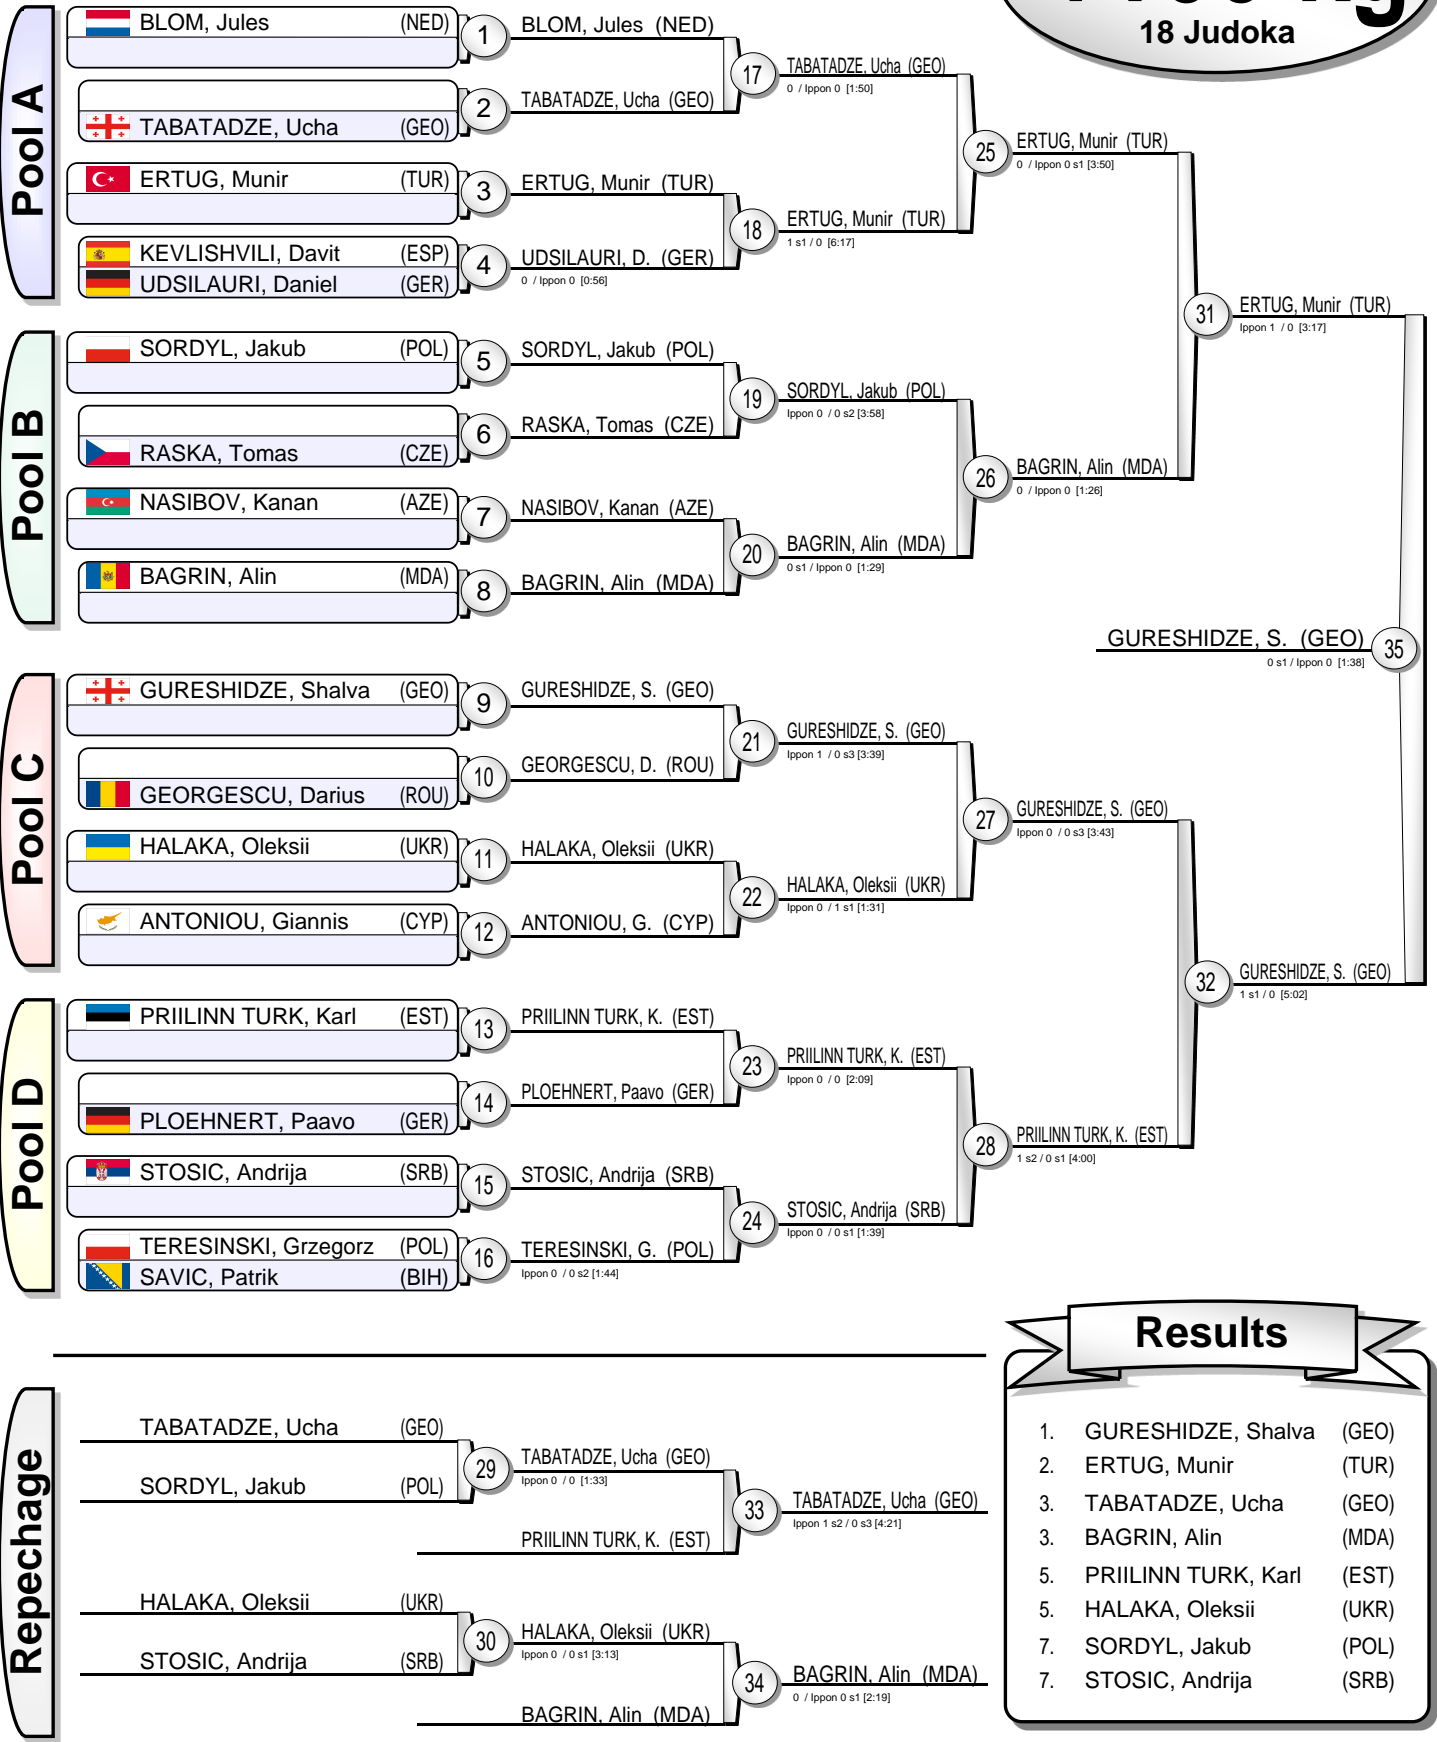 18 Judoka
Pool A
BLOM, Jules (NED)
TABATADZE, Ucha (GEO)
ERTUG, Munir (TUR)
KEVLISHVILI, Davit (ESP)
UDSILAURI, Daniel (GER)
1
2
3
4
BLOM, Jules (NED)
TABATADZE, Ucha (GEO)
ERTUG, Munir (TUR)
UDSILAURI, D. (GER)
0 / Ippon 0 [0:56]
17
TABATADZE, Ucha (GEO)
0 / Ippon 0 [1:50]
18
ERTUG, Munir (TUR)
1 s1 / 0 [6:17]
25
ERTUG, Munir (TUR)
0 / Ippon 0 s1 [3:50]
Pool B
SORDYL, Jakub (POL)
RASKA, Tomas (CZE)
NASIBOV, Kanan (AZE)
BAGRIN, Alin (MDA)
5
6
7
8
SORDYL, Jakub (POL)
RASKA, Tomas (CZE)
NASIBOV, Kanan (AZE)
BAGRIN, Alin (MDA)
19
SORDYL, Jakub (POL)
Ippon 0 / 0 s2 [3:58]
20
BAGRIN, Alin (MDA)
0 s1 / Ippon 0 [1:29]
26
BAGRIN, Alin (MDA)
0 / Ippon 0 [1:26]
31
ERTUG, Munir (TUR)
Ippon 1 / 0 [3:17]
GURESHIDZE, S. (GEO)
0 s1 / Ippon 0 [1:38]
35
Pool C
GURESHIDZE, Shalva (GEO)
GEORGESCU, Darius (ROU)
HALAKA, Oleksii (UKR)
ANTONIOU, Giannis (CYP)
9
10
11
12
GURESHIDZE, S. (GEO)
GEORGESCU, D. (ROU)
HALAKA, Oleksii (UKR)
ANTONIOU, G. (CYP)
21
GURESHIDZE, S. (GEO)
Ippon 1 / 0 s3 [3:39]
22
HALAKA, Oleksii (UKR)
Ippon 0 / 1 s1 [1:31]
27
GURESHIDZE, S. (GEO)
Ippon 0 / 0 s3 [3:43]
Pool D
PRIILINN TURK, Karl (EST)
PLOEHNERT, Paavo (GER)
STOSIC, Andrija (SRB)
TERESINSKI, Grzegorz (POL)
SAVIC, Patrik (BIH)
13
14
15
16
PRIILINN TURK, K. (EST)
PLOEHNERT, Paavo (GER)
STOSIC, Andrija (SRB)
TERESINSKI, G. (POL)
Ippon 0 / 0 s2 [1:44]
23
PRIILINN TURK, K. (EST)
Ippon 0 / 0 [2:09]
24
STOSIC, Andrija (SRB)
Ippon 0 / 0 s1 [1:39]
28
PRIILINN TURK, K. (EST)
1 s2 / 0 s1 [4:00]
32
GURESHIDZE, S. (GEO)
1 s1 / 0 [5:02]
Repechage
TABATADZE, Ucha (GEO)
SORDYL, Jakub (POL)
29
TABATADZE, Ucha (GEO)
Ippon 0 / 0 [1:33]
PRIILINN TURK, K. (EST)
33
TABATADZE, Ucha (GEO)
Ippon 1 s2 / 0 s3 [4:21]
HALAKA, Oleksii (UKR)
STOSIC, Andrija (SRB)
30
HALAKA, Oleksii (UKR)
Ippon 0 / 0 s1 [3:13]
BAGRIN, Alin (MDA)
34
BAGRIN, Alin (MDA)
0 / Ippon 0 s1 [2:19]
Results
1. GURESHIDZE, Shalva (GEO)
2. ERTUG, Munir (TUR)
3. TABATADZE, Ucha (GEO)
3. BAGRIN, Alin (MDA)
5. PRIILINN TURK, Karl (EST)
5. HALAKA, Oleksii (UKR)
7. SORDYL, Jakub (POL)
7. STOSIC, Andrija (SRB)